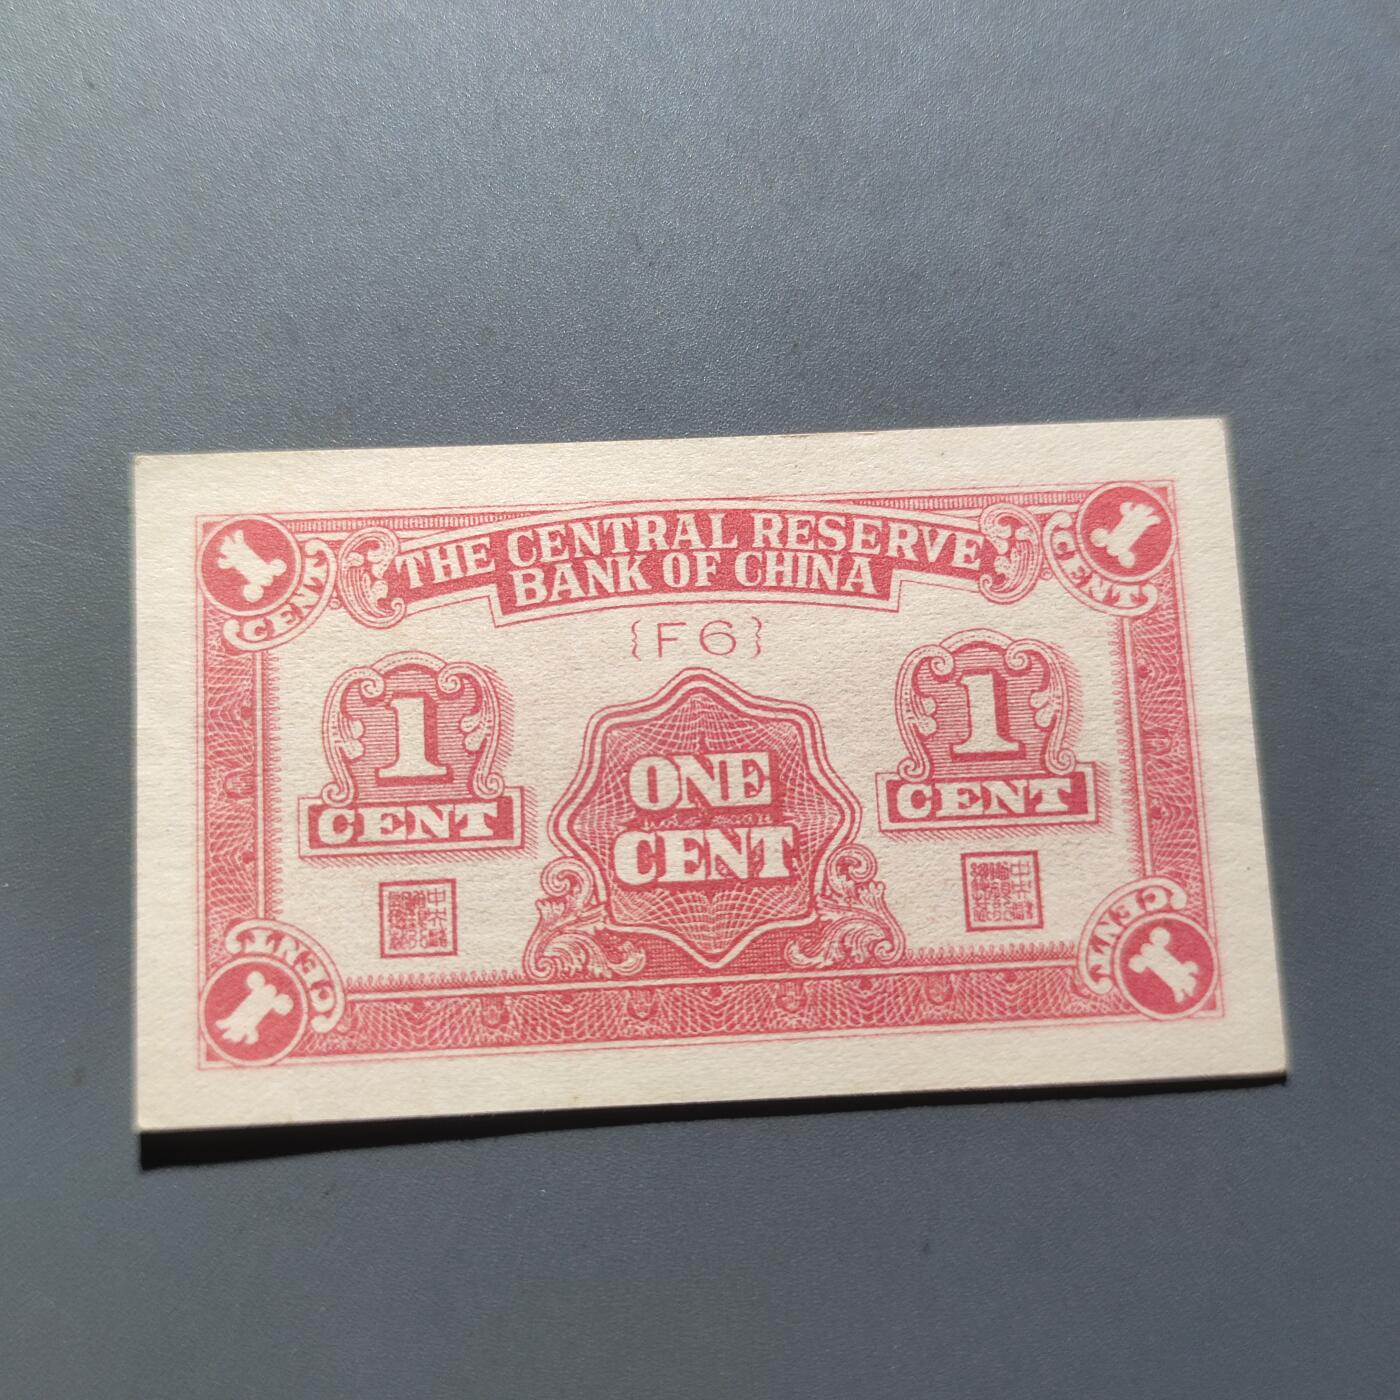 THE CENTRAL RESERVE
BANK OF CHINA
{F6}
CENT
CENT
1
CENT
ONE
CENT
1
CENT
CENT
CENT